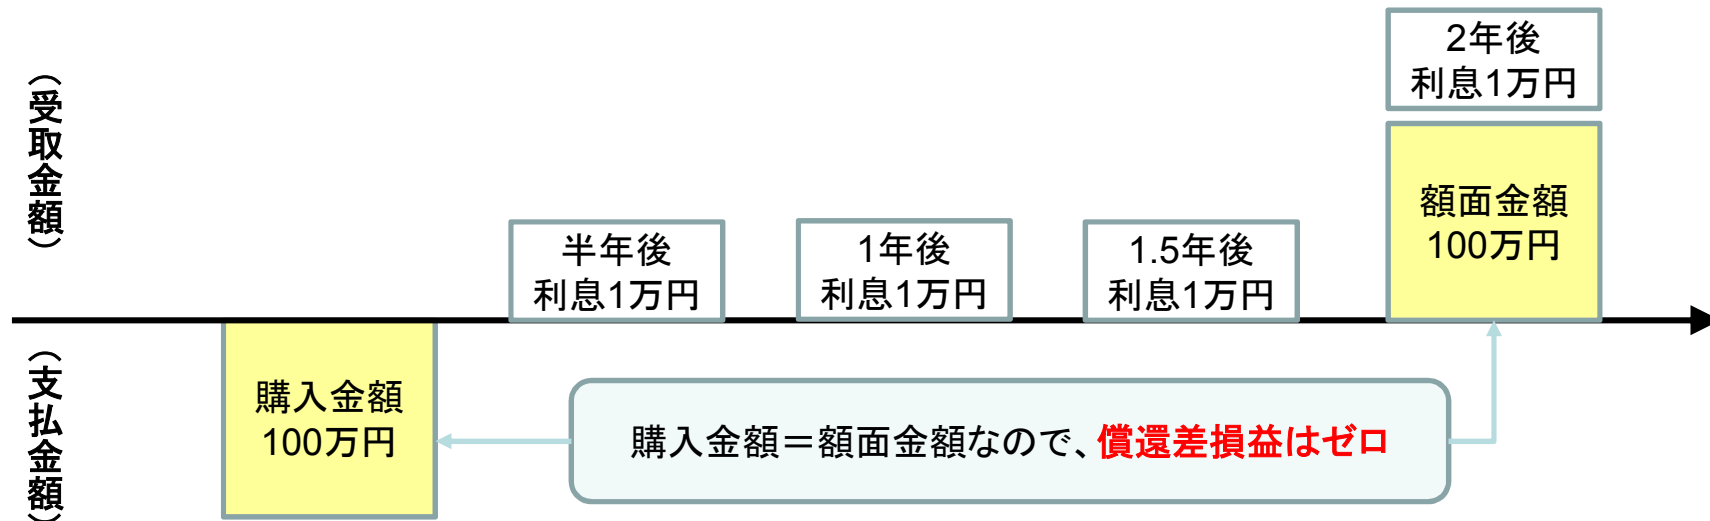 （受取金額）
2年後
利息1万円
額面金額
100万円
半年後
利息1万円
1年後
利息1万円
1.5年後
利息1万円
（支払金額）
購入金額
100万円
購入金額＝額面金額なので、償還差損益はゼロ